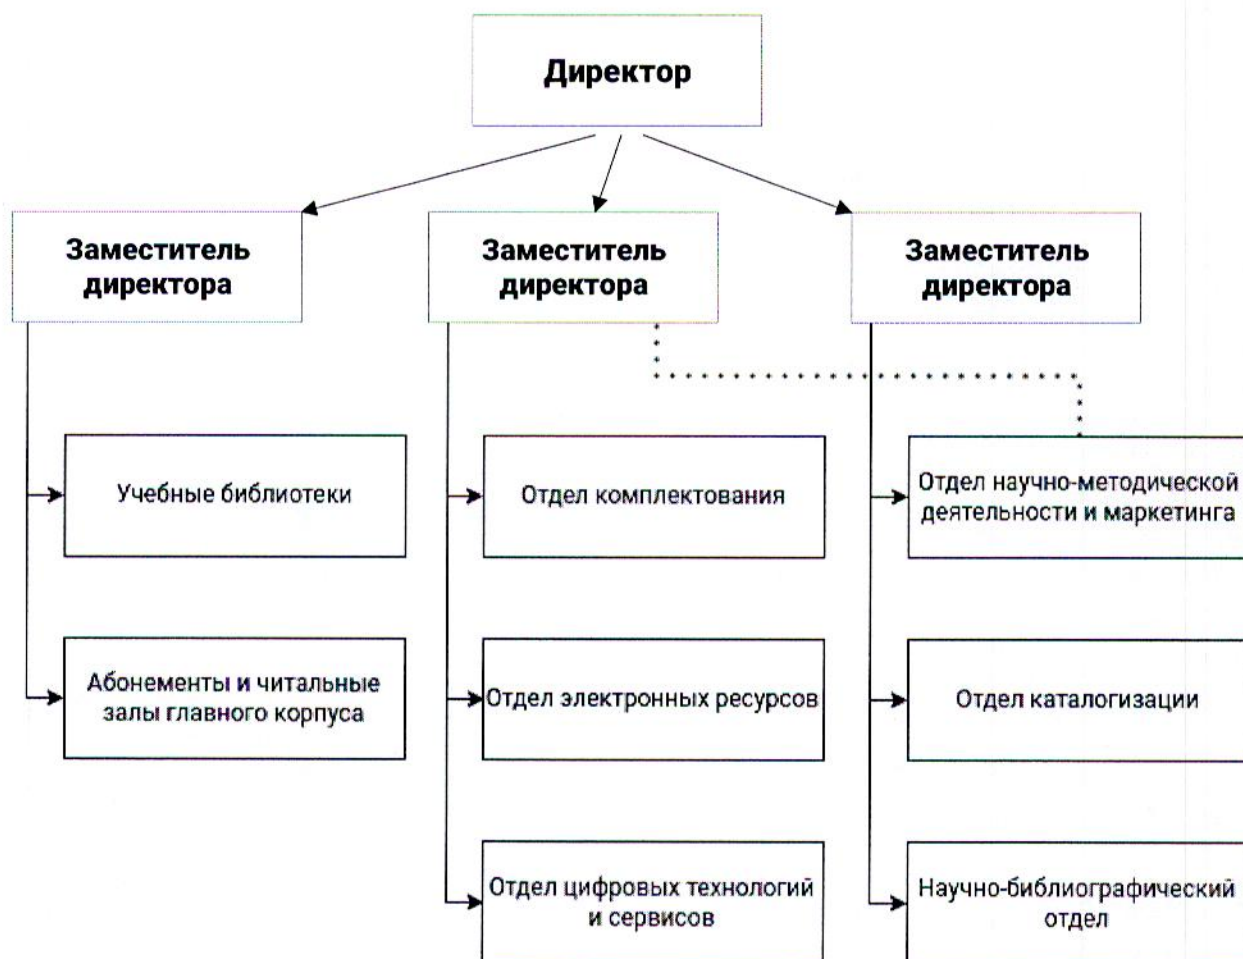 Директор
Заместитель
директора
Заместитель
директора
Заместитель
директора
Учебные библиотеки
Отдел комплектования
Отдел научно-методической
деятельности и маркетинга
Абонементы и читальные
залы главного корпуса
Отдел электронных ресурсов
Отдел каталогизации
Отдел цифровых технологий
и сервисов
Научно-библиографический
отдел